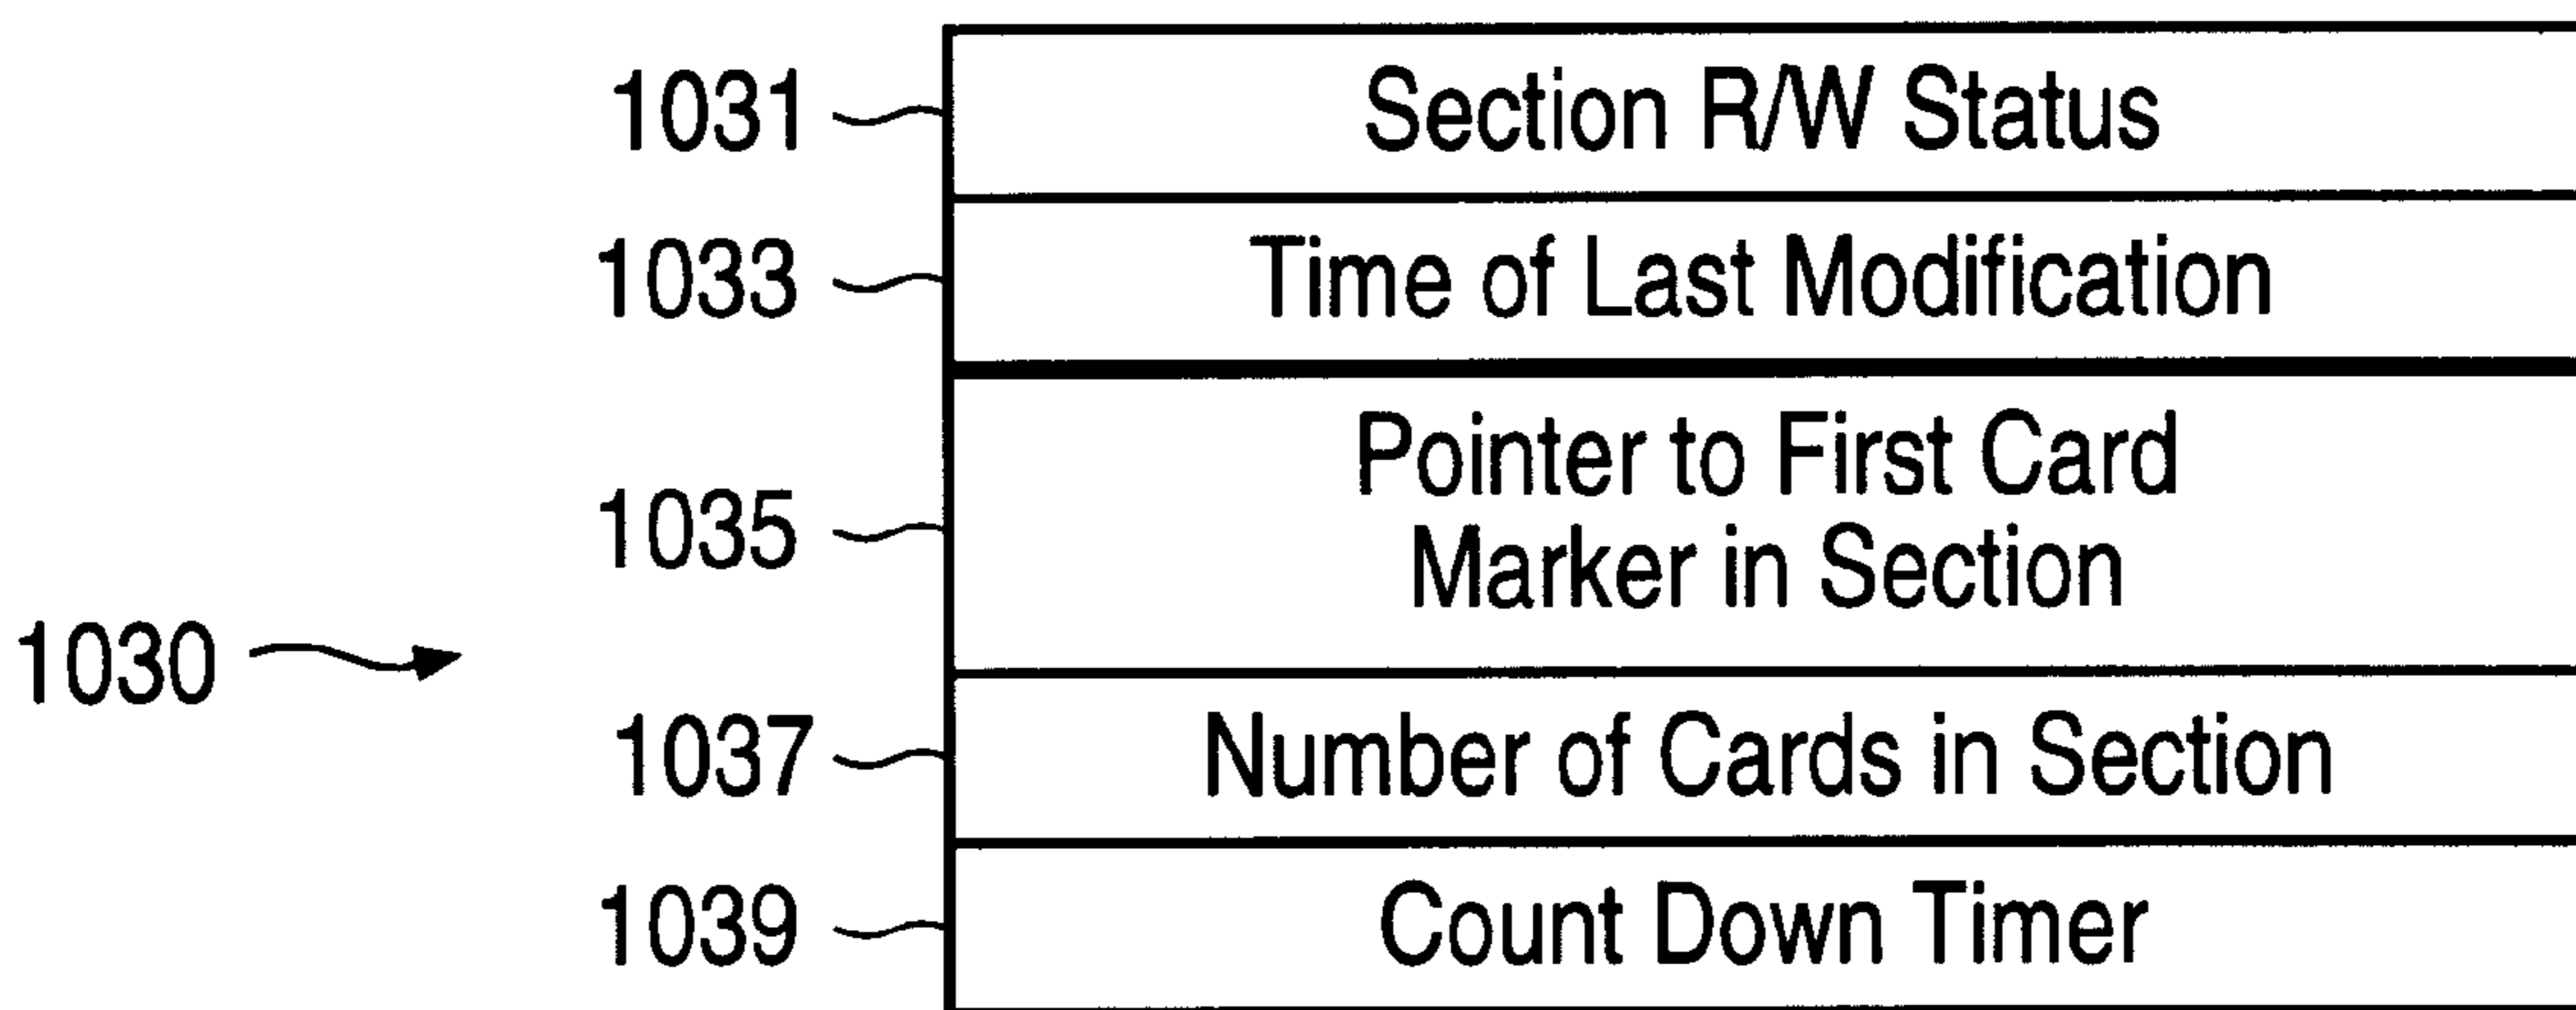 1031 Section R/W Status
1033 Time of Last Modification
Pointer to First Card
1035
Marker in Section
1030
1037 Number of Cards in Section
1039 Count Down Timer